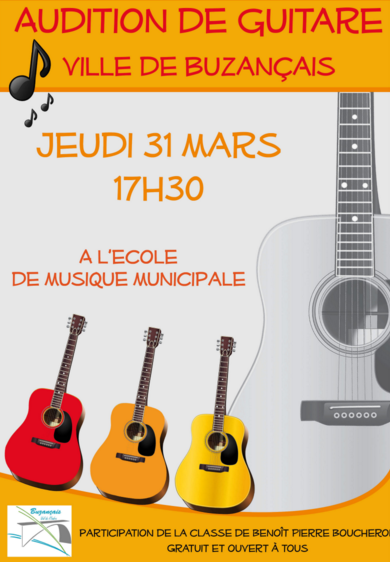 AUDITION DE GUITARE
VILLE DE BUZANÇAIS
JEUDI 31 MARS
17H30
A L'ECOLE
DE MUSIQUE MUNICIPALE
Buzançais
PARTICIPATION DE LA CLASSE DE BENOÎT PIERRE BOUCHERO
GRATUIT ET OUVERT À TOUS